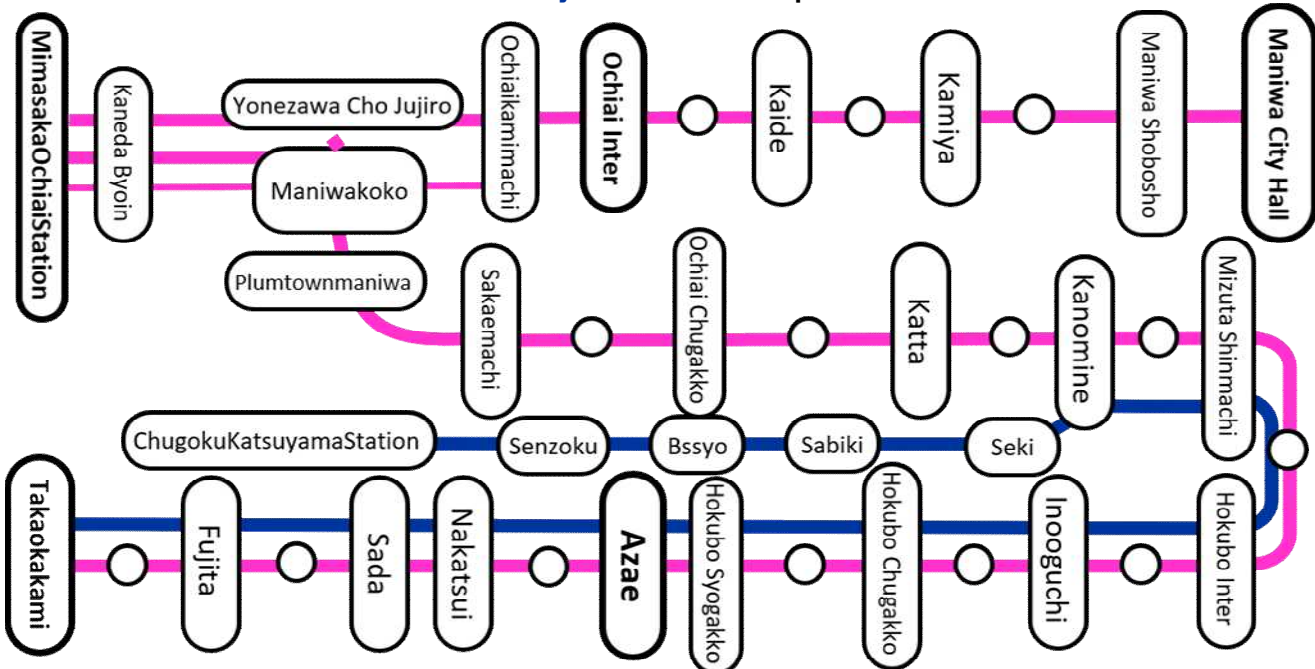 MimasakaOchiaiStation
Kaneda Byoin
Yonezawa Cho Jujiro
Maniwakoko
Ochiaikamimachi
Ochiai Inter
Kaide
Kamiya
Maniwa Shobosho
Maniwa City Hall
Plumtownmaniwa
Sakaemachi
Ochiai Chugakko
Katta
Kanomine
Mizuta Shinmachi
ChugokuKatsuyamaStation
Senzoku
Bssyo
Sabiki
Seki
Takaokakami
Fujita
Sada
Nakatsui
Azae
Hokubo Syogakko
Hokubo Chugakko
Inooguchi
Hokubo Inter